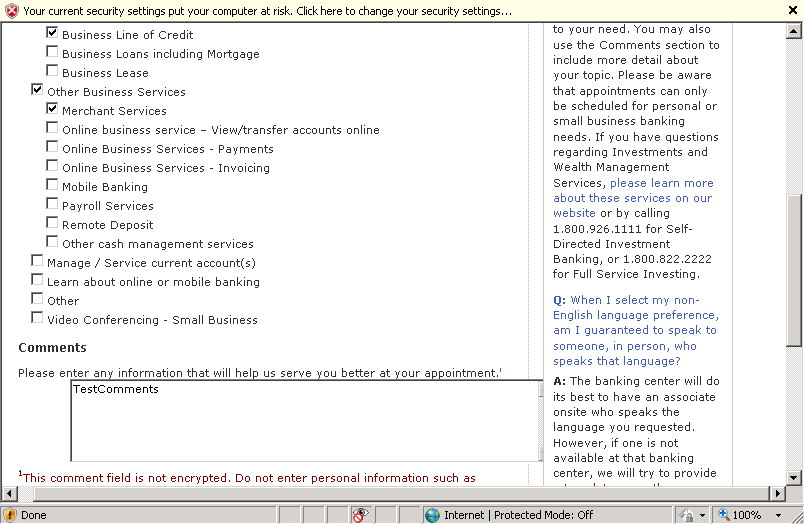 Your current security settings put your computer at risk. Click here to change your security settings...
Business Line of Credit
Business Loans including Mortgage
Business Lease
Other Business Services
Merchant Services
Online business service – View/transfer accounts online
Online Business Services - Payments
Online Business Services - Invoicing
Mobile Banking
Payroll Services
Remote Deposit
Other cash management services
Manage / Service current account(s)
Learn about online or mobile banking
Other
Video Conferencing - Small Business
Comments
Please enter any information that will help us serve you better at your appointment.¹
TestComments
¹This comment field is not encrypted. Do not enter personal information such as
to your need. You may also
use the Comments section to
include more detail about
your topic. Please be aware
that appointments can only
be scheduled for personal or
small business banking
needs. If you have questions
regarding Investments and
Wealth Management
Services, please learn more
about these services on our
website or by calling
1.800.926.1111 for Self-
Directed Investment
Banking, or 1.800.822.2222
for Full Service Investing.
Q: When I select my non-
English language preference,
am I guaranteed to speak to
someone, in person, who
speaks that language?
A: The banking center will do
its best to have an associate
onsite who speaks the
language you requested.
However, if one is not
available at that banking
center, we will try to provide
Done
Internet | Protected Mode: Off
100%